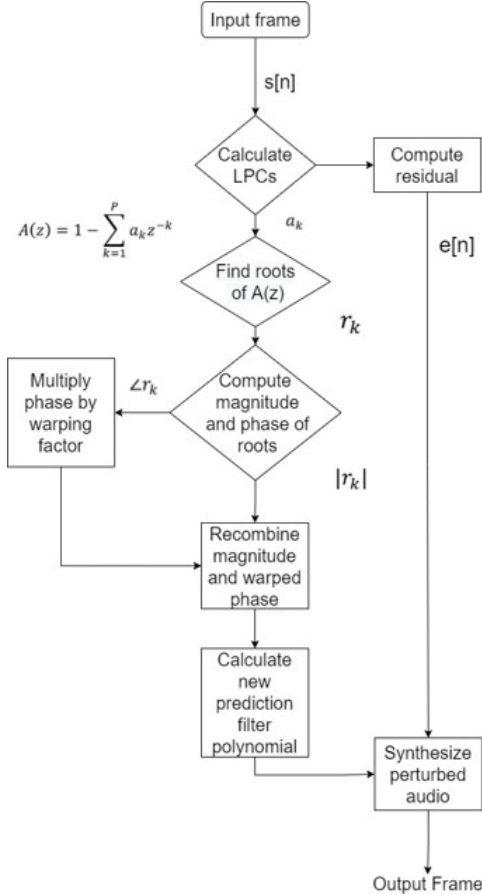 Input frame
s[n]
Calculate
LPCs
Compute
residual
A(z) = 1 − ∑_{k=1}^{P} a_k z^{−k}
a_k
e[n]
Find roots
of A(z)
r_k
Multiply
phase by
warping
factor
∠r_k
Compute
magnitude
and phase of
roots
|r_k|
Recombine
magnitude
and warped
phase
Calculate
new
prediction
filter
polynomial
Synthesize
perturbed
audio
Output Frame